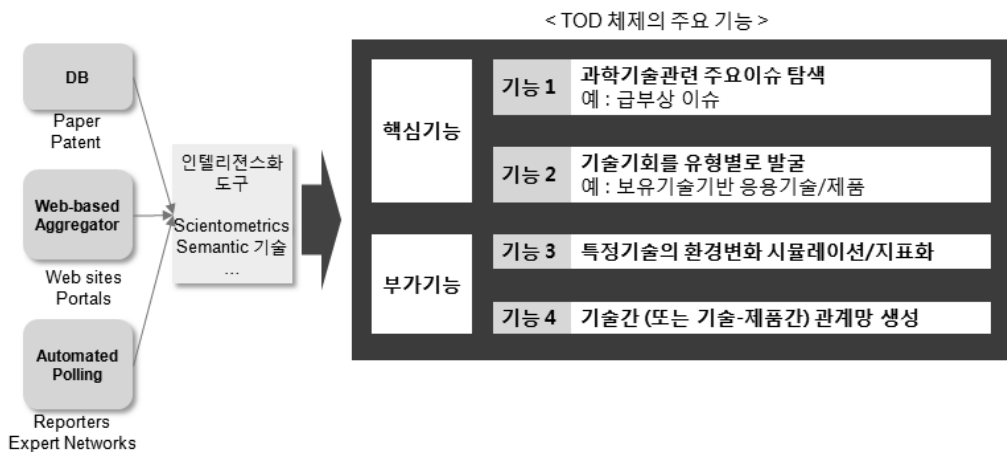 < TOD 체제의 주요 기능 >
DB
Paper
Patent
Web-based
Aggregator
Web sites
Portals
Automated
Polling
Reporters
Expert Networks
인텔리젼스화
도구
Scientometrics
Semantic 기술
...
핵심기능
기능 1
과학기술관련 주요이슈 탐색
예 : 급부상 이슈
기능 2
기술기회를 유형별로 발굴
예 : 보유기술기반 응용기술/제품
부가기능
기능 3
특정기술의 환경변화 시뮬레이션/지표화
기능 4
기술간 (또는 기술-제품간) 관계망 생성